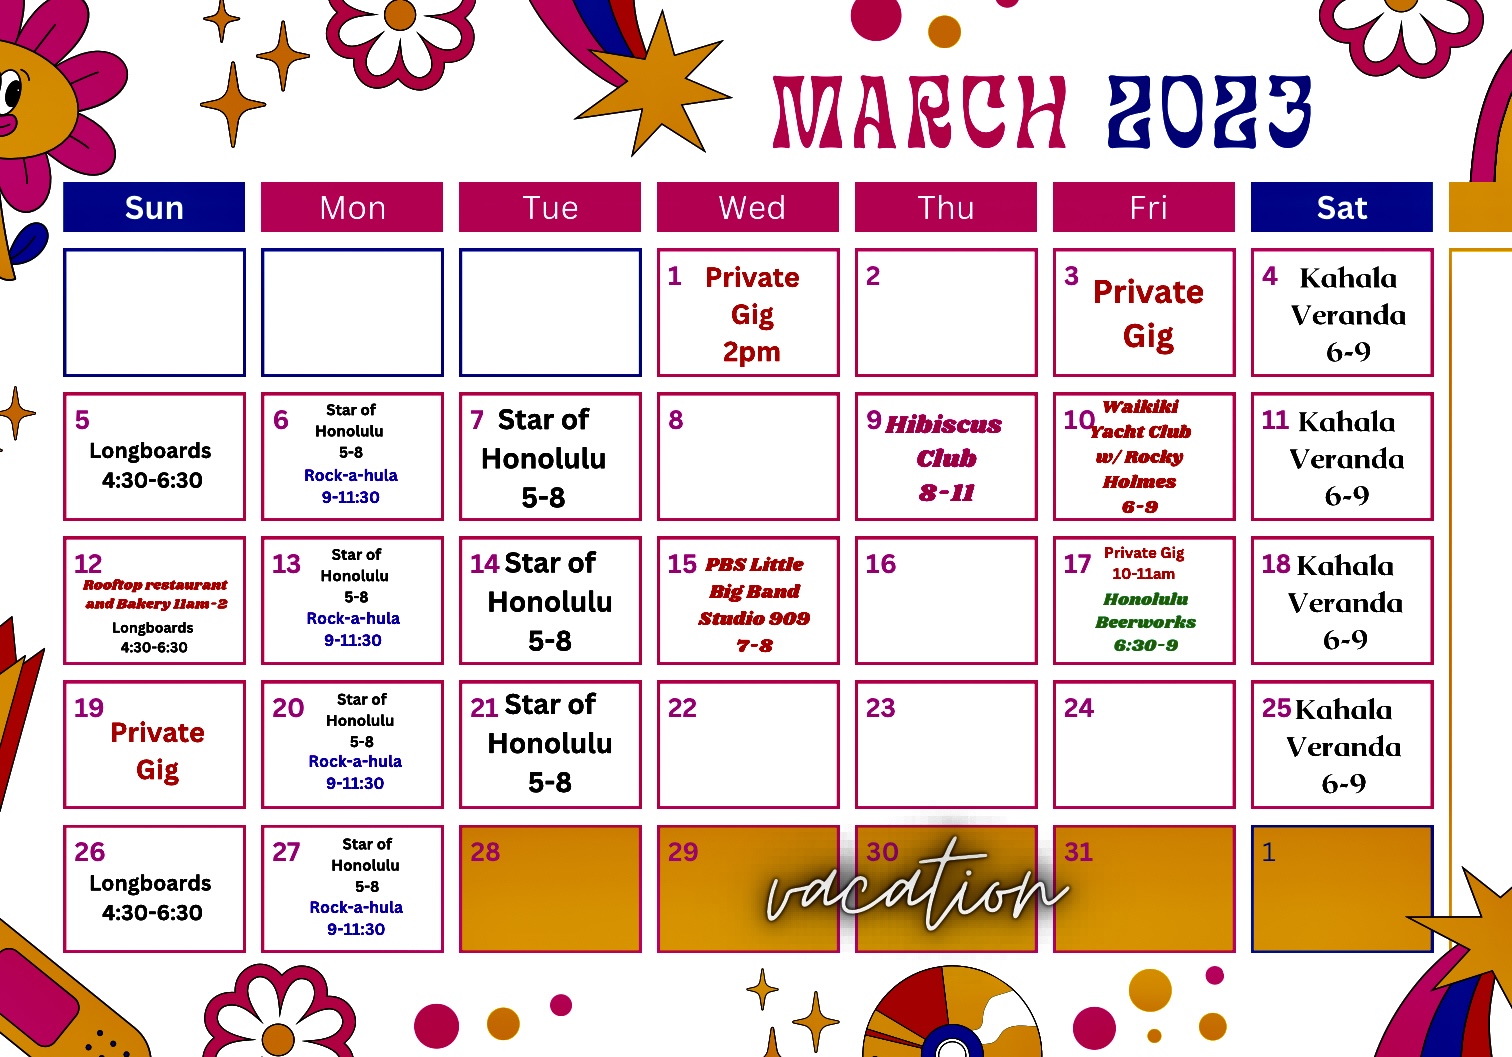 MARCH 2023
Sun Mon Tue Wed Thu Fri Sat
1 Private
Gig
2pm
2
3 Private
Gig
4 Kahala
Veranda
6-9
5
Longboards
4:30-6:30
6 Star of
Honolulu
5-8
Rock-a-hula
9-11:30
7 Star of
Honolulu
5-8
8
9 Hibiscus
Club
8-11
10 Waikiki
Yacht Club
w/ Rocky
Holmes
6-9
11 Kahala
Veranda
6-9
12
Rooftop restaurant
and Bakery 11am-2
Longboards
4:30-6:30
13 Star of
Honolulu
5-8
Rock-a-hula
9-11:30
14 Star of
Honolulu
5-8
15 PBS Little
Big Band
Studio 909
7-8
16
17 Private Gig
10-11am
Honolulu
Beerworks
6:30-9
18 Kahala
Veranda
6-9
19
Private
Gig
20 Star of
Honolulu
5-8
Rock-a-hula
9-11:30
21 Star of
Honolulu
5-8
22
23
24
25 Kahala
Veranda
6-9
26
Longboards
4:30-6:30
27 Star of
Honolulu
5-8
Rock-a-hula
9-11:30
28
29
30
31
1
vacation